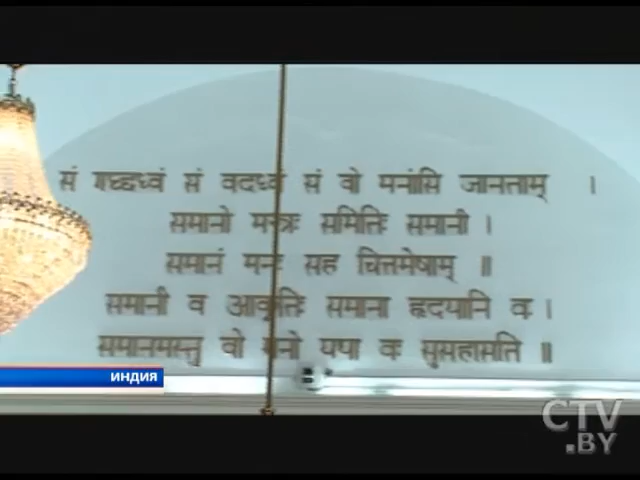 सं गच्छध्वं सं वदध्वं सं वो मनांसि जानताम् ।
समानो मन्त्रः समितिः समानी ।
समानं मनः सह चित्तमेषाम् ॥
समानी व आकूतिः समाना हृदयानि वः ।
समानमस्तु वो मनो यथा वः सुसहासति ॥
ИНДИЯ
CTV
.BY